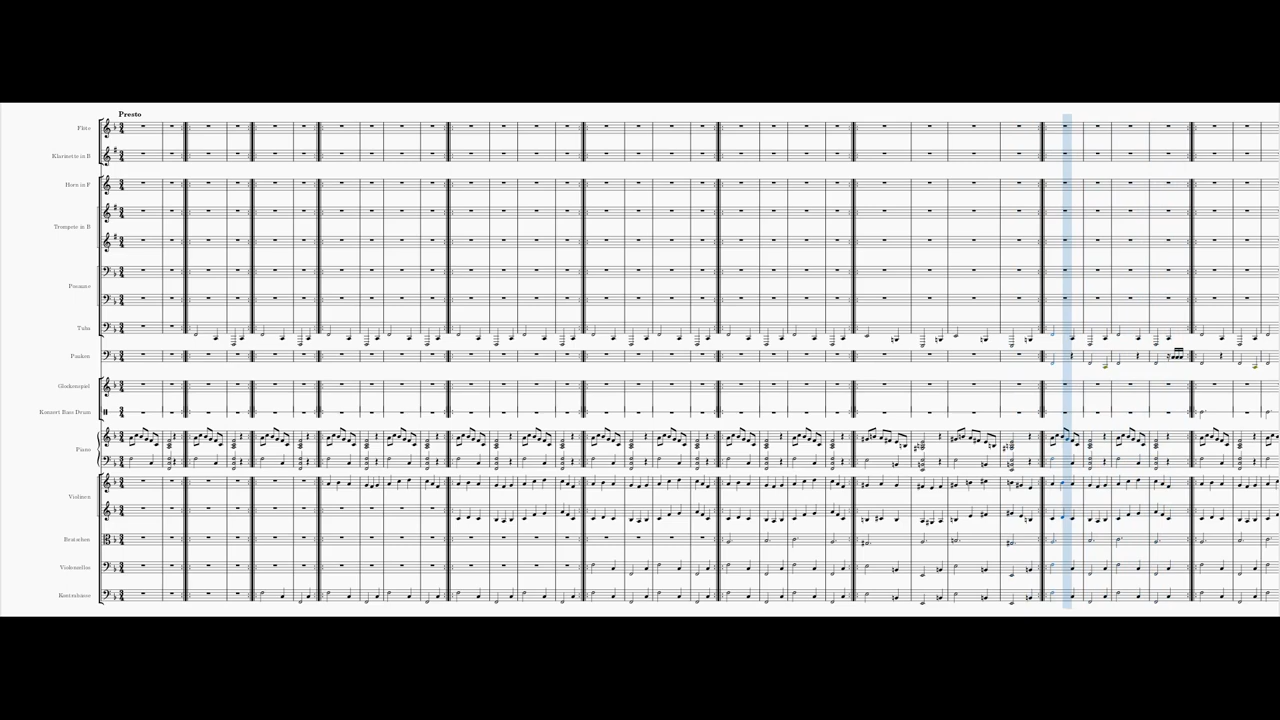 Presto
Flöte
Klarinette in B
Horn in F
Trompete in B
Posaune
Tuba
Pauken
Glockenspiel
Konzert Bass Drum
Piano
Violinen
Bratschen
Violoncellos
Kontrabässe